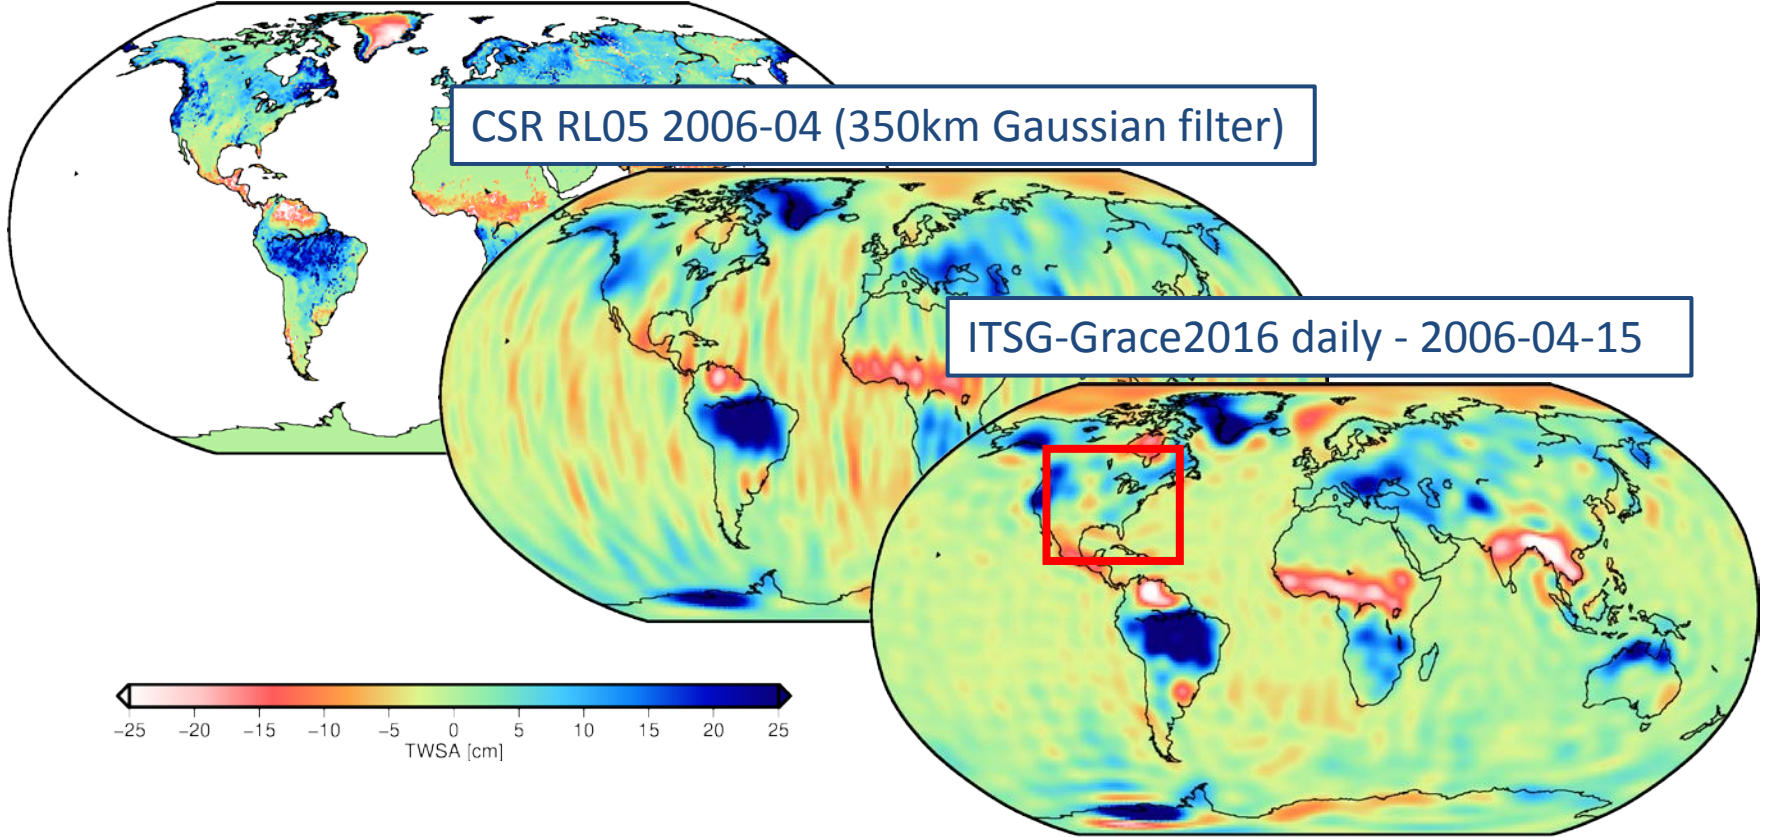 CSR RL05 2006-04 (350km Gaussian filter)
ITSG-Grace2016 daily - 2006-04-15
−25 −20 −15 −10 −5 0 5 10 15 20 25
TWSA [cm]